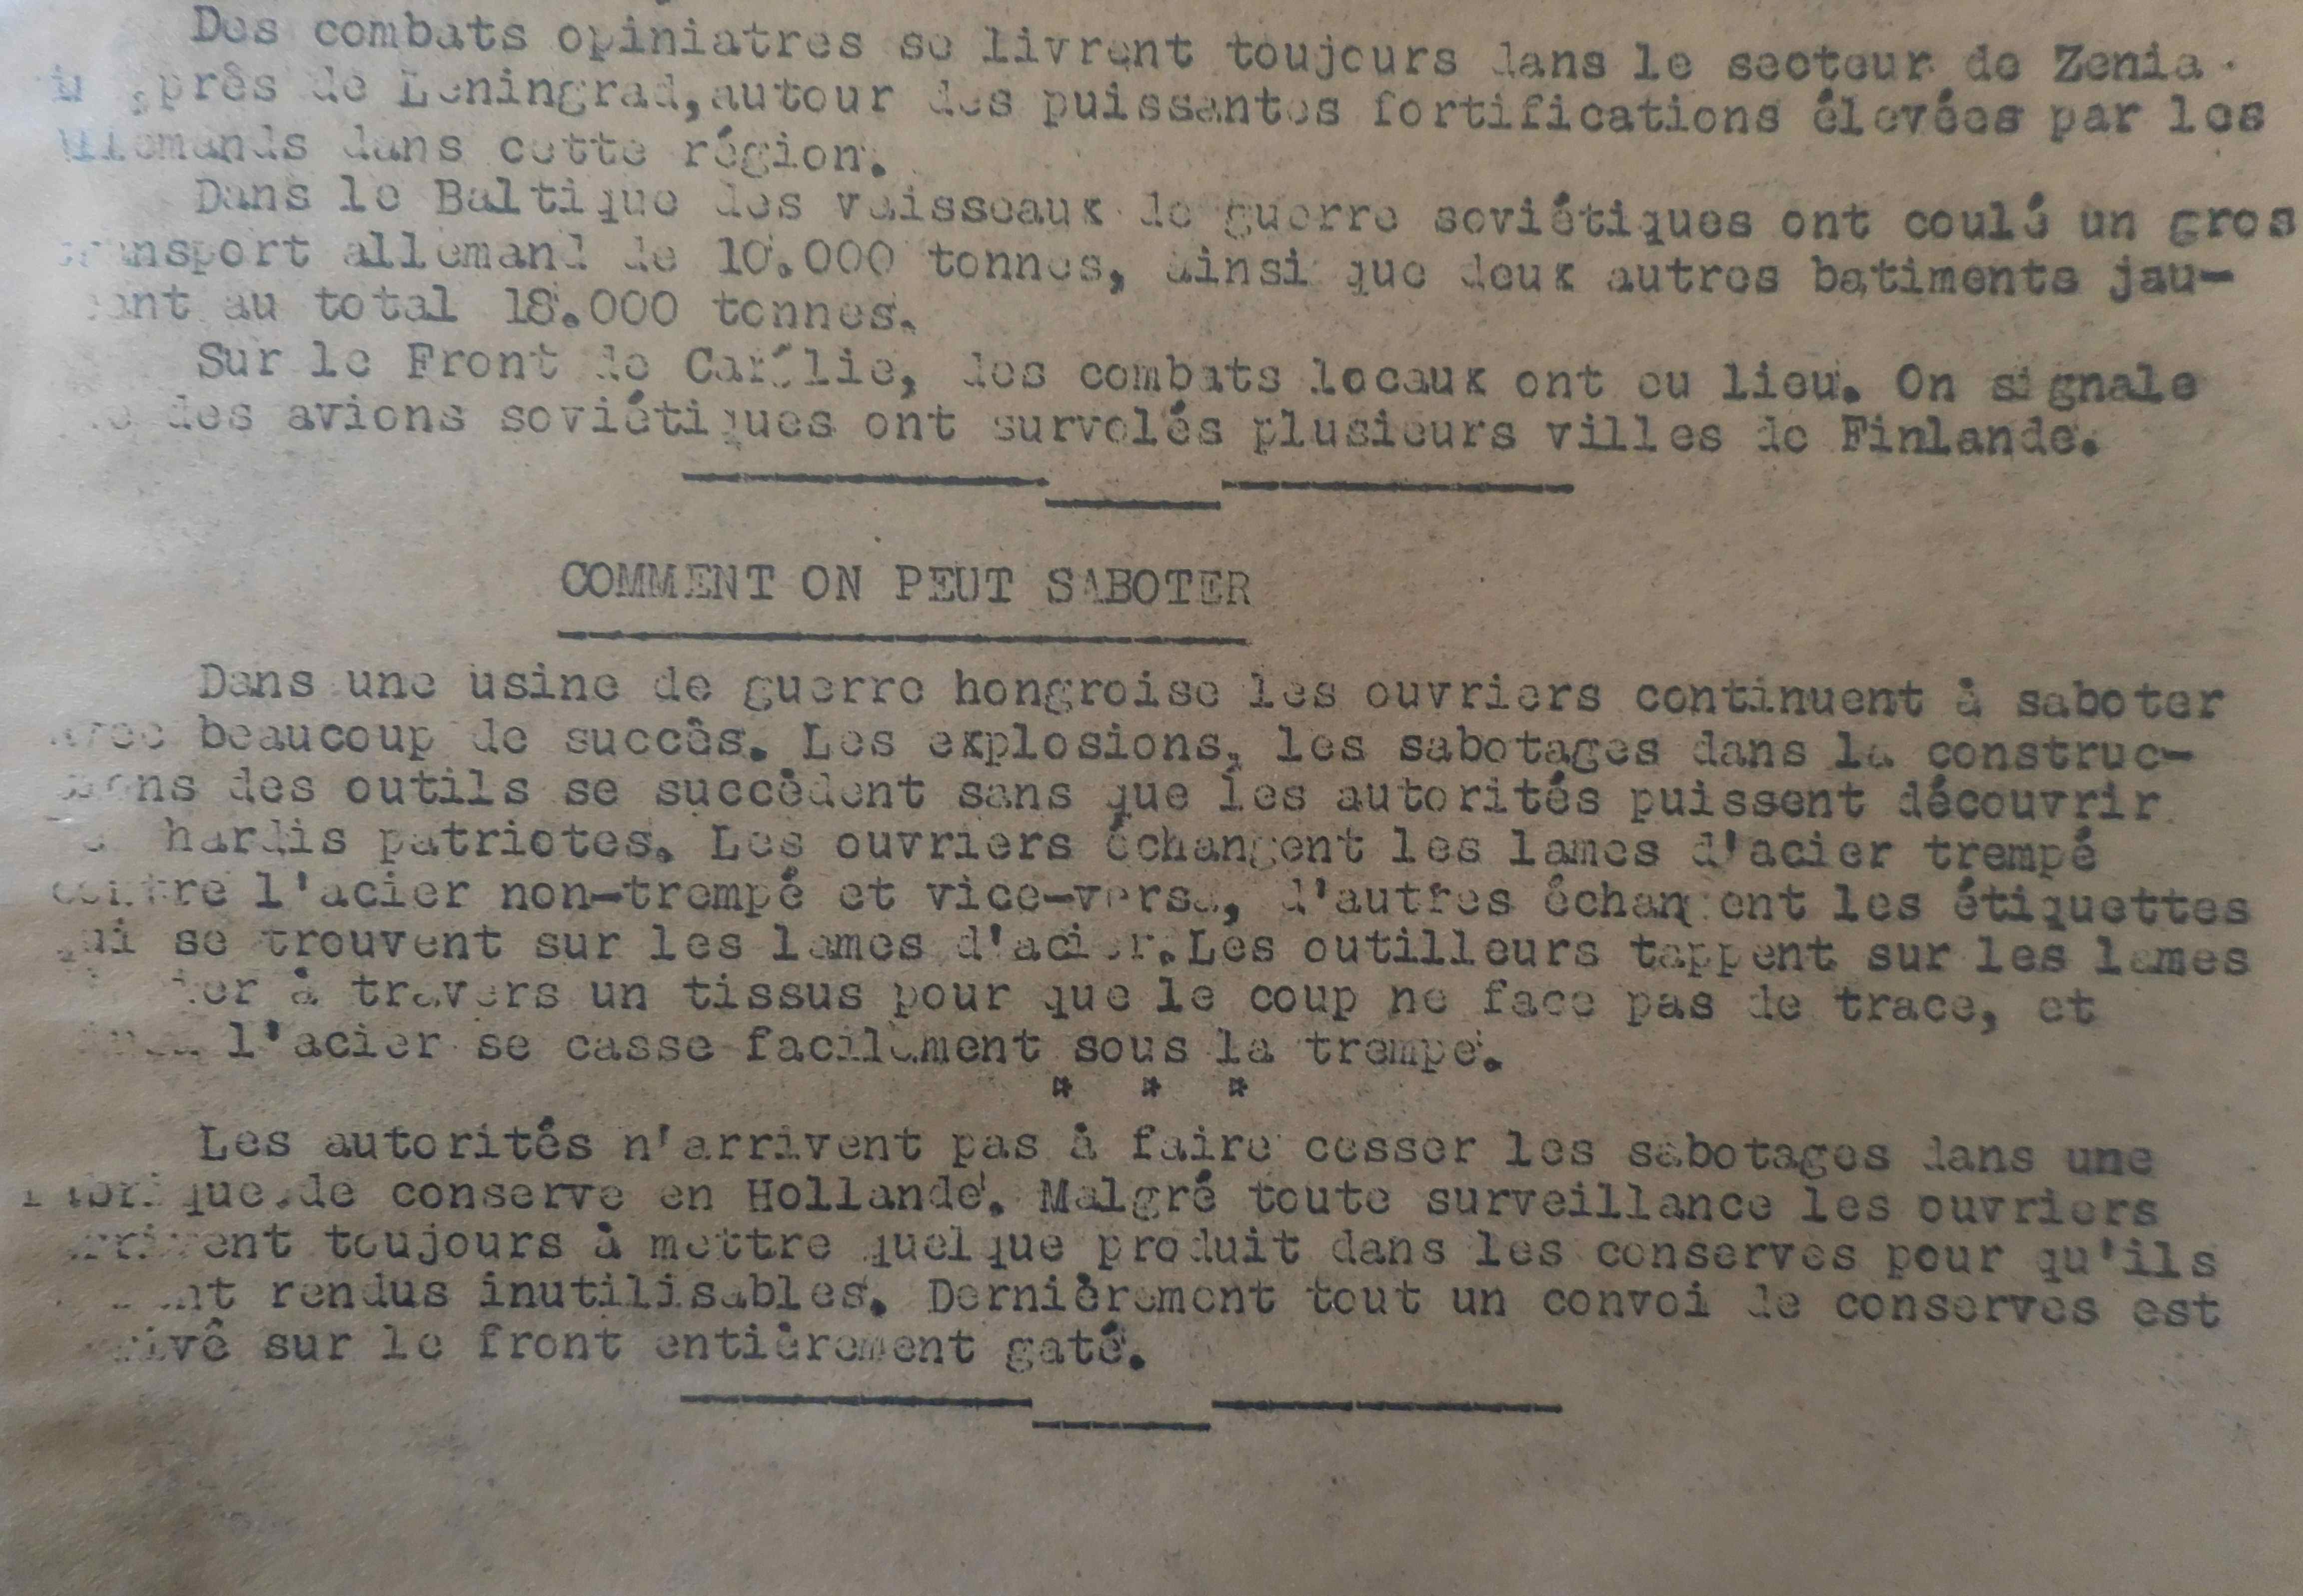 Des combats opiniatres se livrent toujours dans le secteur de Zenia
près de Leningrad, autour des puissantes fortifications élevées par les
allemands dans cette région.
Dans le Baltique des vaisseaux de guerre soviétiques ont coulé un gros
transport allemand de 10.000 tonnes, ainsi que deux autres batiments jau-
eant au total 18.000 tonnes.
Sur le Front de Carélie, des combats locaux ont eu lieu. On signale
des avions soviétiques ont survolés plusieurs villes de Finlande.
COMMENT ON PEUT SABOTER
Dans une usine de guerre hongroise les ouvriers continuent à saboter
avec beaucoup de succès. Les explosions, les sabotages dans la construc-
tions des outils se succèdent sans que les autorités puissent découvrir
hardis patriotes. Les ouvriers échangent les lames d'acier trempé
contre l'acier non-trempé et vice-versa, d'autres échangent les étiquettes
qui se trouvent sur les lames d'acier. Les outilleurs tappent sur les lames
à travers un tissus pour que le coup ne face pas de trace, et
l'acier se casse facilement sous la trempe.
* * *
Les autorités n'arrivent pas à faire cesser les sabotages dans une
fabrique de conserve en Hollande. Malgré toute surveillance les ouvriers
arrivent toujours à mettre quelque produit dans les conserves pour qu'ils
rendus inutilisables. Dernièrement tout un convoi de conserves est
sur le front entièrement gaté.